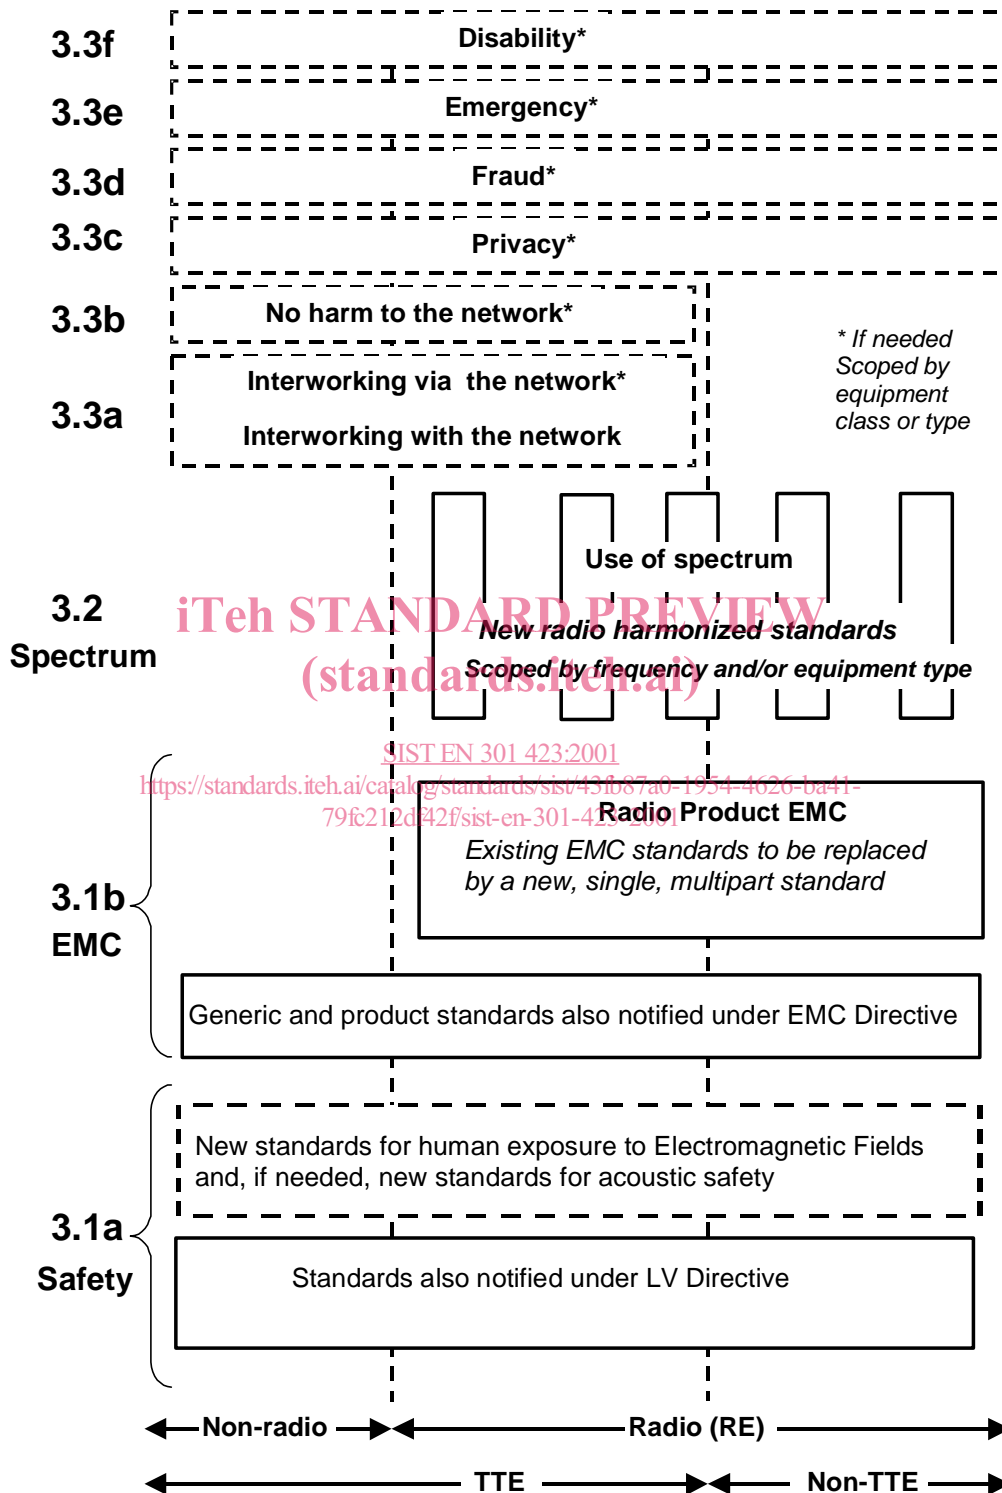 3.3f
Disability*
3.3e
Emergency*
3.3d
Fraud*
3.3c
Privacy*
3.3b
No harm to the network*
* If needed
Scoped by
equipment
class or type
3.3a
Interworking via the network*
Interworking with the network
Use of spectrum
3.2
Spectrum
iTeh STANDARD PREVIEW
New radio harmonized standards
(standards.iteh.ai)
Scoped by frequency and/or equipment type
SIST EN 301 423:2001
https://standards.iteh.ai/catalog/standards/sist/43fb87a0-1954-4626-ba41-
79fc212df42f/sist-en-301-423-2001
Radio Product EMC
Existing EMC standards to be replaced
by a new, single, multipart standard
3.1b
EMC
Generic and product standards also notified under EMC Directive
New standards for human exposure to Electromagnetic Fields
and, if needed, new standards for acoustic safety
3.1a
Safety
Standards also notified under LV Directive
Non-radio
Radio (RE)
TTE
Non-TTE